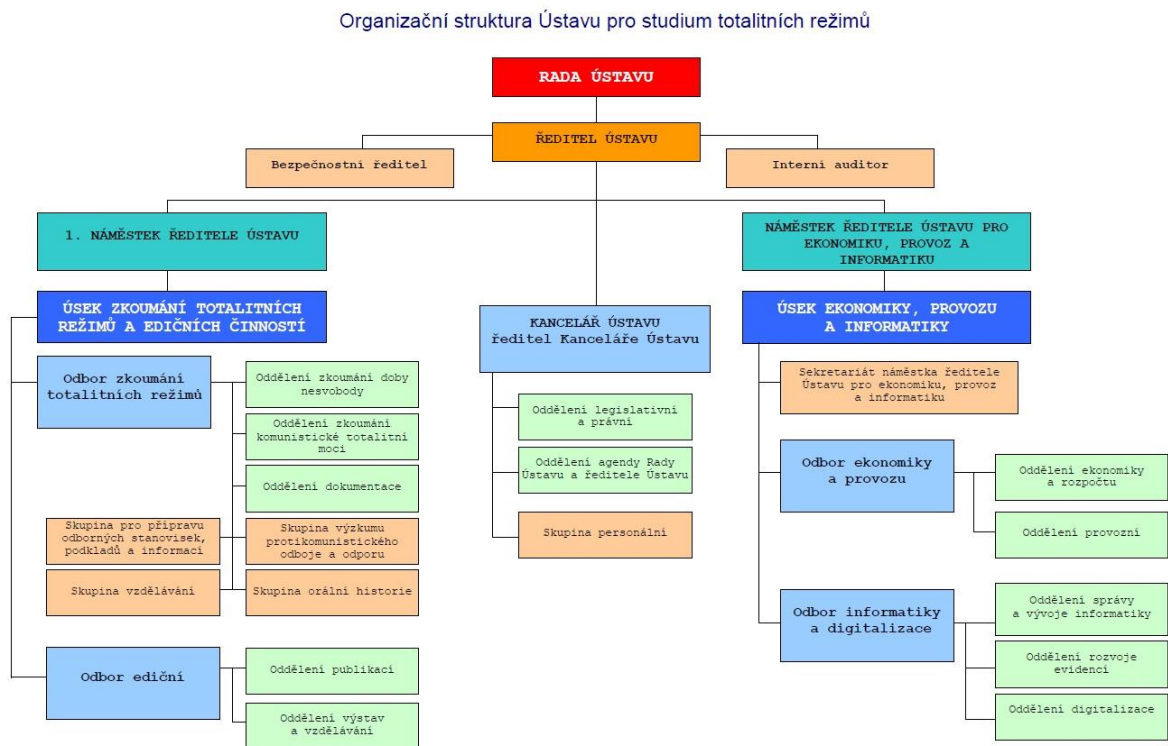 Organizační struktura Ústavu pro studium totalitních režimů
RADA ÚSTAVU
ŘEDITEL ÚSTAVU
Bezpečnostní ředitel
Interní auditor
1. NÁMĚSTEK ŘEDITELE ÚSTAVU
NÁMĚSTEK ŘEDITELE ÚSTAVU PRO
EKONOMIKU, PROVOZ A
INFORMATIKU
ÚSEK ZKOUMÁNÍ TOTALITNÍCH
REŽIMŮ A EDIČNÍCH ČINNOSTÍ
KANCELÁŘ ÚSTAVU
ředitel Kanceláře Ústavu
ÚSEK EKONOMIKY, PROVOZU
A INFORMATIKY
Odbor zkoumání
totalitních režimů
Oddělení zkoumání doby
nesvobody
Oddělení zkoumání
komunistické totalitní
moci
Oddělení dokumentace
Skupina pro přípravu
odborných stanovisek,
podkladů a informací
Skupina výzkumu
protikomunistického
odboje a odporu
Skupina vzdělávání
Skupina orální historie
Odbor ediční
Oddělení publikací
Oddělení výstav
a vzdělávání
Oddělení legislativní
a právní
Oddělení agendy Rady
Ústavu a ředitele Ústavu
Skupina personální
Sekretariát náměstka ředitele
Ústavu pro ekonomiku, provoz
a informatiku
Odbor ekonomiky
a provozu
Oddělení ekonomiky
a rozpočtu
Oddělení provozní
Odbor informatiky
a digitalizace
Oddělení správy
a vývoje informatiky
Oddělení rozvoje
evidencí
Oddělení digitalizace